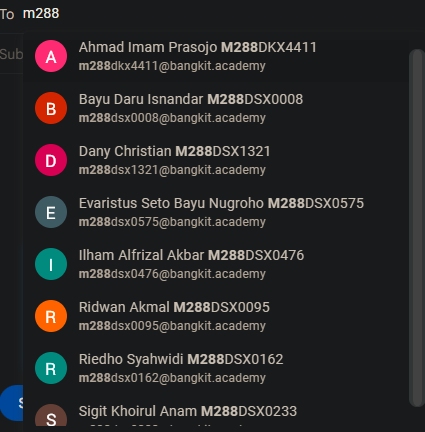 To m288
Sub
A Ahmad Imam Prasojo M288DKX4411
m288dkx4411@bangkit.academy
B Bayu Daru Isnandar M288DSX0008
m288dsx0008@bangkit.academy
D Dany Christian M288DSX1321
m288dsx1321@bangkit.academy
E Evaristus Seto Bayu Nugroho M288DSX0575
m288dsx0575@bangkit.academy
I Ilham Alfrizal Akbar M288DSX0476
m288dsx0476@bangkit.academy
R Ridwan Akmal M288DSX0095
m288dsx0095@bangkit.academy
R Riedho Syahwidi M288DSX0162
m288dsx0162@bangkit.academy
S
S Sigit Khoirul Anam M288DSX0233